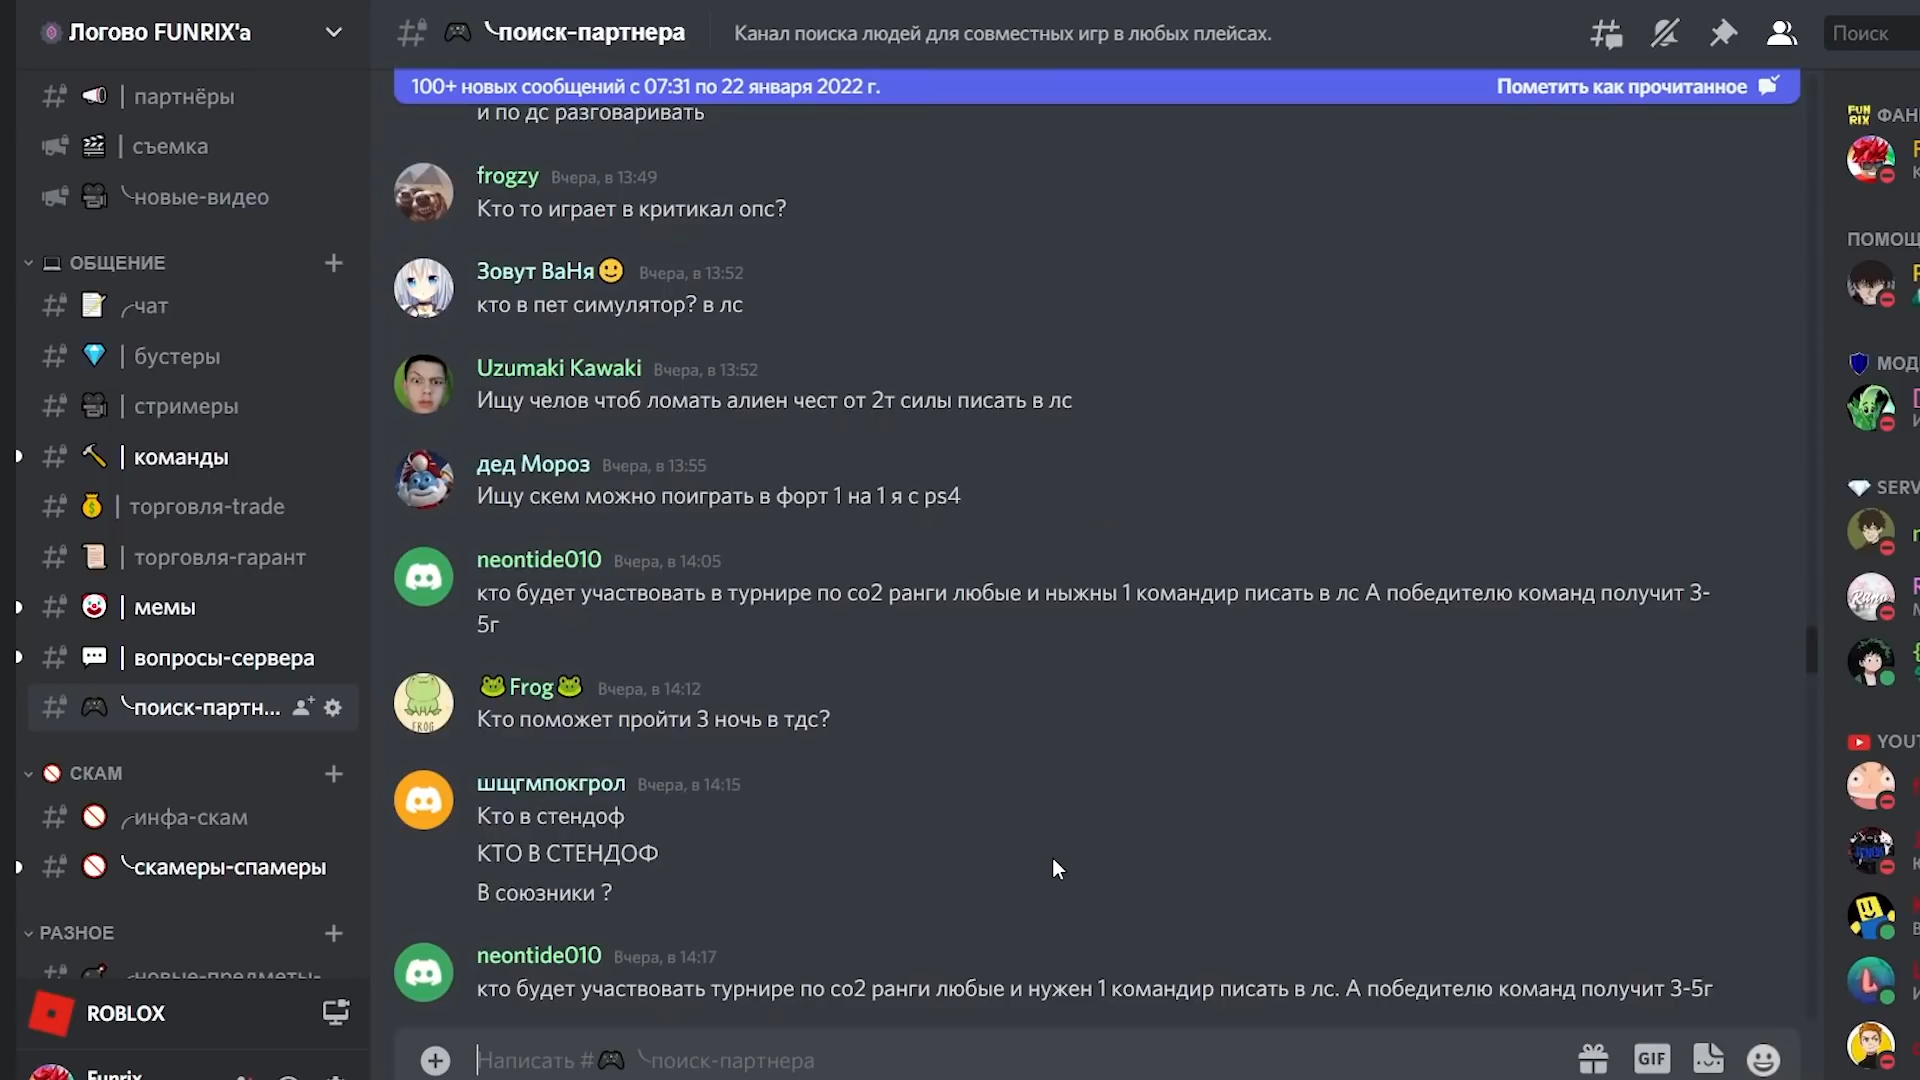 Логово FUNRIX'a
| партнёры
| съемка
╰новые-видео
ОБЩЕНИЕ
╭чат
| бустеры
| стримеры
| команды
| торговля-trade
| торговля-гарант
| мемы
| вопросы-сервера
╰поиск-партн...
СКАМ
╭инфа-скам
╰скамеры-спамеры
РАЗНОЕ
╭новые-предметы-
ROBLOX
Funrix
╰поиск-партнера
Канал поиска людей для совместных игр в любых плейсах.
Поиск
100+ новых сообщений с 07:31 по 22 января 2022 г.
Пометить как прочитанное
и по дс разговаривать
frogzy Вчера, в 13:49
Кто то играет в критикал опс?
Зовут ВаНя Вчера, в 13:52
кто в пет симулятор? в лс
Uzumaki Kawaki Вчера, в 13:52
Ищу челов чтоб ломать алиен чест от 2т силы писать в лс
дед Мороз Вчера, в 13:55
Ищу скем можно поиграть в форт 1 на 1 я с ps4
neontide010 Вчера, в 14:05
кто будет участвовать в турнире по со2 ранги любые и ныжны 1 командир писать в лс А победителю команд получит 3-
5г
FROG
Frog Вчера, в 14:12
Кто поможет пройти 3 ночь в тдс?
шщгмпокгрол Вчера, в 14:15
Кто в стендоф
КТО В СТЕНДОФ
В союзники ?
neontide010 Вчера, в 14:17
кто будет участвовать турнире по со2 ранги любые и нужен 1 командир писать в лс. А победителю команд получит 3-5г
Написать # ╰поиск-партнера
GIF
FUN
RIX
ФАН
ПОМОЩ
МОД
SERV
YOUT